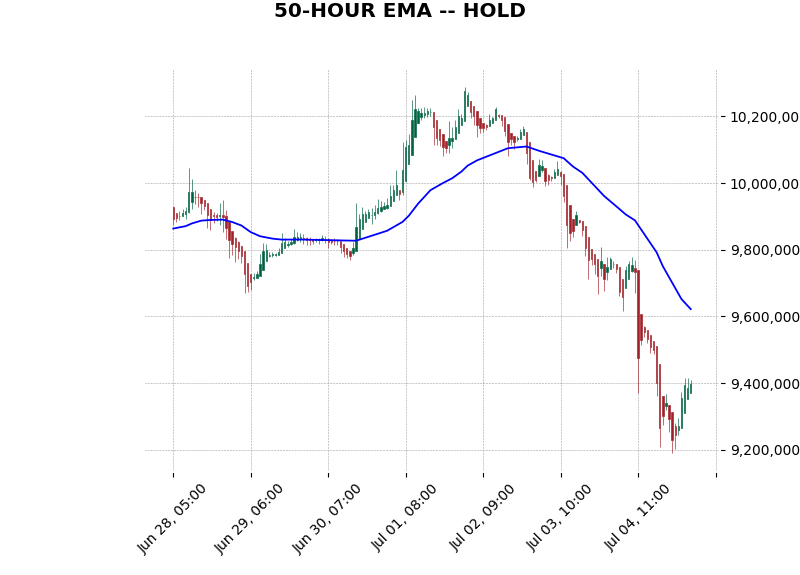 50-HOUR EMA -- HOLD
10,200,000
10,000,000
9,800,000
9,600,000
9,400,000
9,200,000
Jun 28, 05:00
Jun 29, 06:00
Jun 30, 07:00
Jul 01, 08:00
Jul 02, 09:00
Jul 03, 10:00
Jul 04, 11:00